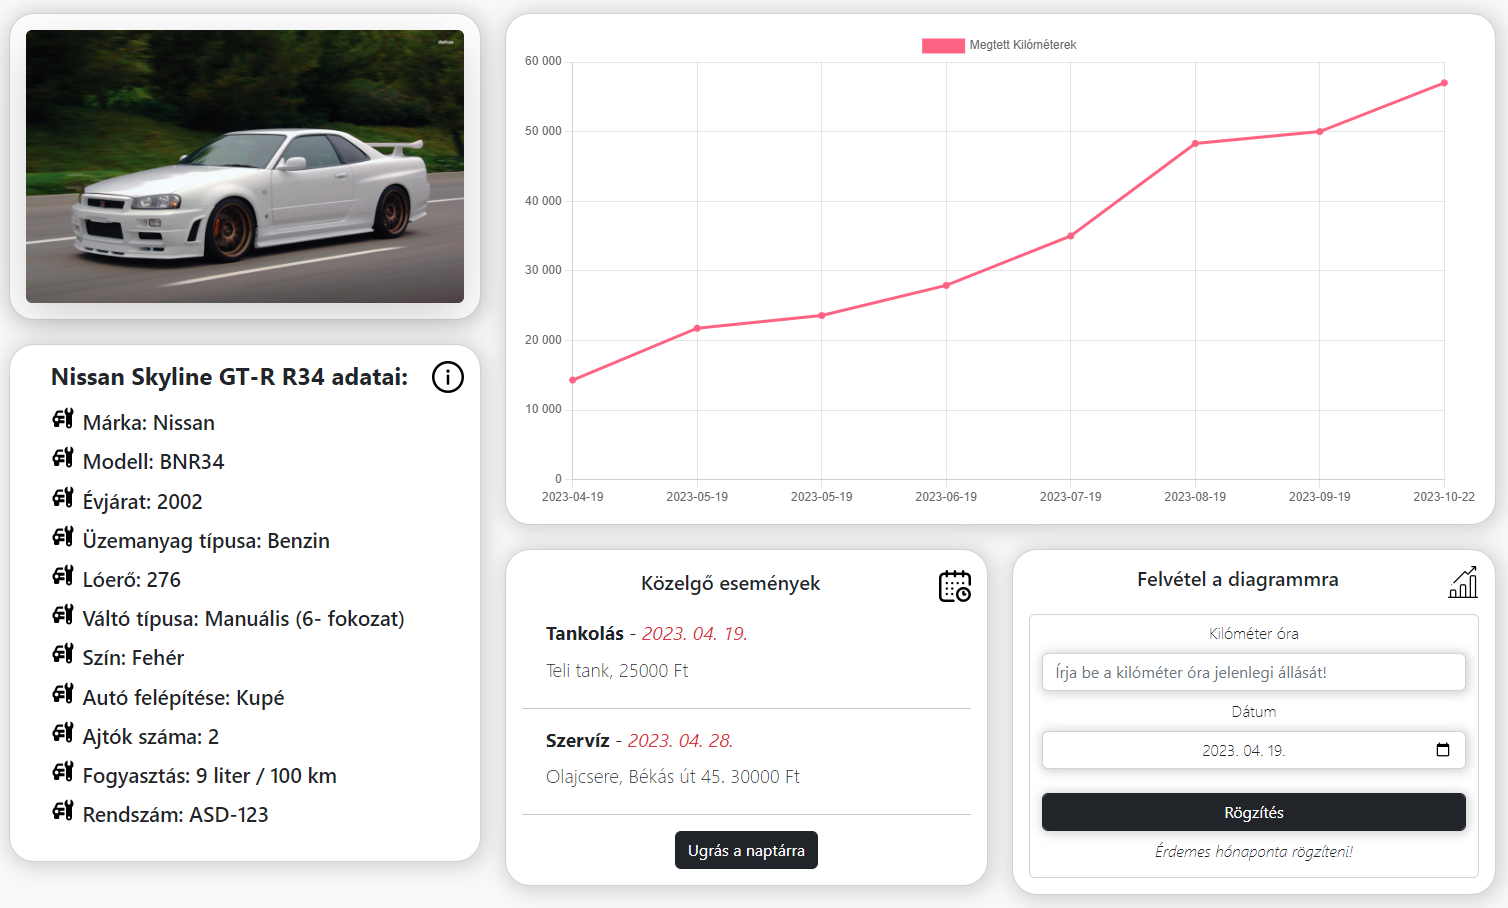 Nissan Skyline GT-R R34 adatai:
Márka: Nissan
Modell: BNR34
Évjárat: 2002
Üzemanyag típusa: Benzin
Lóerő: 276
Váltó típusa: Manuális (6- fokozat)
Szín: Fehér
Autó felépítése: Kupé
Ajtók száma: 2
Fogyasztás: 9 liter / 100 km
Rendszám: ASD-123
Megtett Kilóméterek
60 000
50 000
40 000
30 000
20 000
10 000
0
2023-04-19 2023-05-19 2023-05-19 2023-06-19 2023-07-19 2023-08-19 2023-09-19 2023-10-22
Közelgő események
Tankolás - 2023. 04. 19.
Teli tank, 25000 Ft
Szervíz - 2023. 04. 28.
Olajcsere, Békás út 45. 30000 Ft
Ugrás a naptárra
Felvétel a diagrammra
Kilóméter óra
Írja be a kilóméter óra jelenlegi állását!
Dátum
2023. 04. 19.
Rögzítés
Érdemes hónaponta rögzíteni!